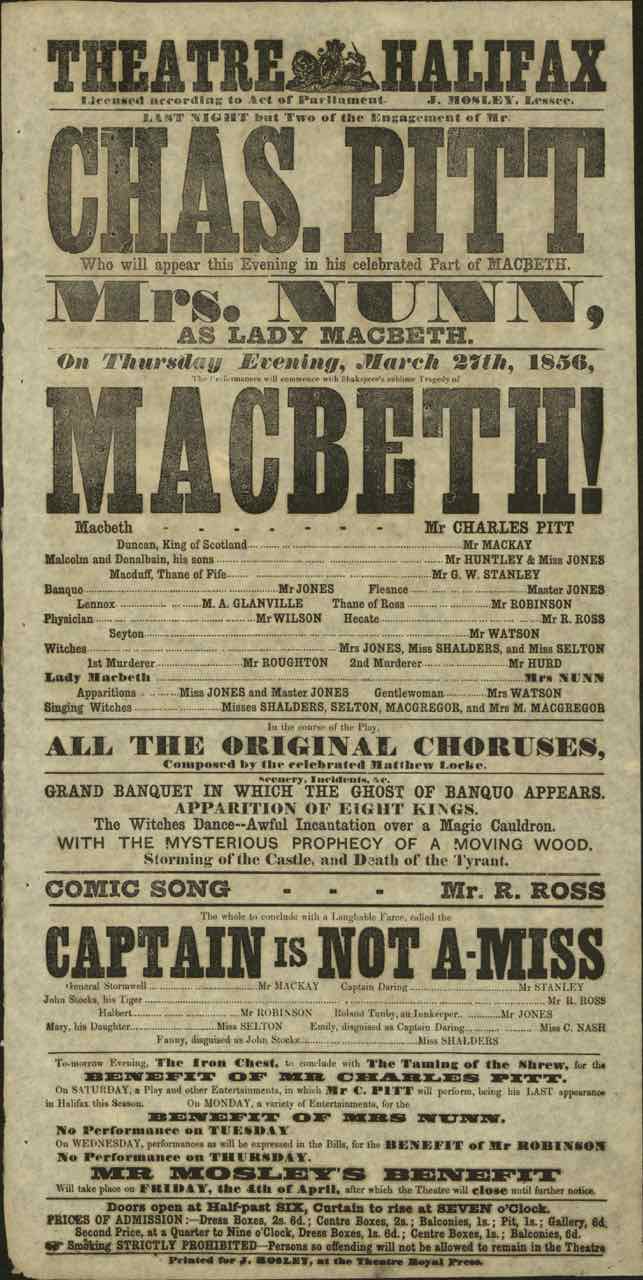 THEATRE HALIFAX
Licensed according to Act of Parliament. J. MOSLEY, Lessee.
LAST NIGHT but Two of the Engagement of Mr.
CHAS. PITT
Who will appear this Evening in his celebrated Part of MACBETH.
Mrs. NUNN,
AS LADY MACBETH.
On Thursday Evening, March 27th, 1856,
The Performances will commence with Shakspere's sublime Tragedy of
MACBETH!
Macbeth - - - - - - - Mr CHARLES PITT
Duncan, King of Scotland Mr MACKAY
Malcolm and Donalbain, his sons Mr HUNTLEY & Miss JONES
Macduff, Thane of Fife Mr G. W. STANLEY
Banquo Mr JONES Fleance Master JONES
Lennox M. A. GLANVILLE Thane of Ross Mr ROBINSON
Physician Mr WILSON Hecate Mr R. ROSS
Seyton Mr WATSON
Witches Mrs JONES, Miss SHALDERS, and Miss SELTON
1st Murderer Mr ROUGHTON 2nd Murderer Mr HURD
Lady Macbeth Mrs NUNN
Apparitions Miss JONES and Master JONES Gentlewoman Mrs WATSON
Singing Witches Misses SHALDERS, SELTON, MACGREGOR, and Mrs M. MACGREGOR
In the course of the Play,
ALL THE ORIGINAL CHORUSES,
Composed by the celebrated Matthew Locke.
Scenery, Incidents, &c.
GRAND BANQUET IN WHICH THE GHOST OF BANQUO APPEARS.
APPARITION OF EIGHT KINGS.
The Witches Dance--Awful Incantation over a Magic Cauldron.
WITH THE MYSTERIOUS PROPHECY OF A MOVING WOOD.
Storming of the Castle, and Death of the Tyrant.
COMIC SONG - - - Mr. R. ROSS
The whole to conclude with a Laughable Farce, called the
CAPTAIN IS NOT A-MISS
General Stormwell Mr MACKAY Captain Daring Mr STANLEY
John Stocks, his Tiger Mr R. ROSS
Halbert Mr ROBINSON Roland Tunby, an Innkeeper Mr JONES
Mary, his Daughter Miss SELTON Emily, disguised as Captain Daring Miss C. NASH
Fanny, disguised as John Stocks Miss SHALDERS
To-morrow Evening, The Iron Chest, to conclude with The Taming of the Shrew, for the
BENEFIT OF MR CHARLES PITT.
On SATURDAY, a Play and other Entertainments, in which Mr C. PITT will perform, being his LAST appearance
in Halifax this Season. On MONDAY, a variety of Entertainments, for the
BENEFIT OF MRS NUNN.
No Performance on TUESDAY
On WEDNESDAY, performances as will be expressed in the Bills, for the BENEFIT of Mr ROBINSON
No Performance on THURSDAY.
MR MOSLEY'S BENEFIT
Will take place on FRIDAY, the 4th of April, after which the Theatre will close until further notice.
Doors open at Half-past SIX, Curtain to rise at SEVEN o'Clock.
PRICES OF ADMISSION:--Dress Boxes, 2s. 6d.; Centre Boxes, 2s.; Balconies, 1s.; Pit, 1s.; Gallery, 6d.
Second Price, at a Quarter to Nine o'Clock, Dress Boxes, 1s. 6d.; Centre Boxes, 1s.; Balconies, 6d.
Smoking STRICTLY PROHIBITED--Persons so offending will not be allowed to remain in the Theatre
Printed for J. MOSLEY, at the Theatre Royal Press.